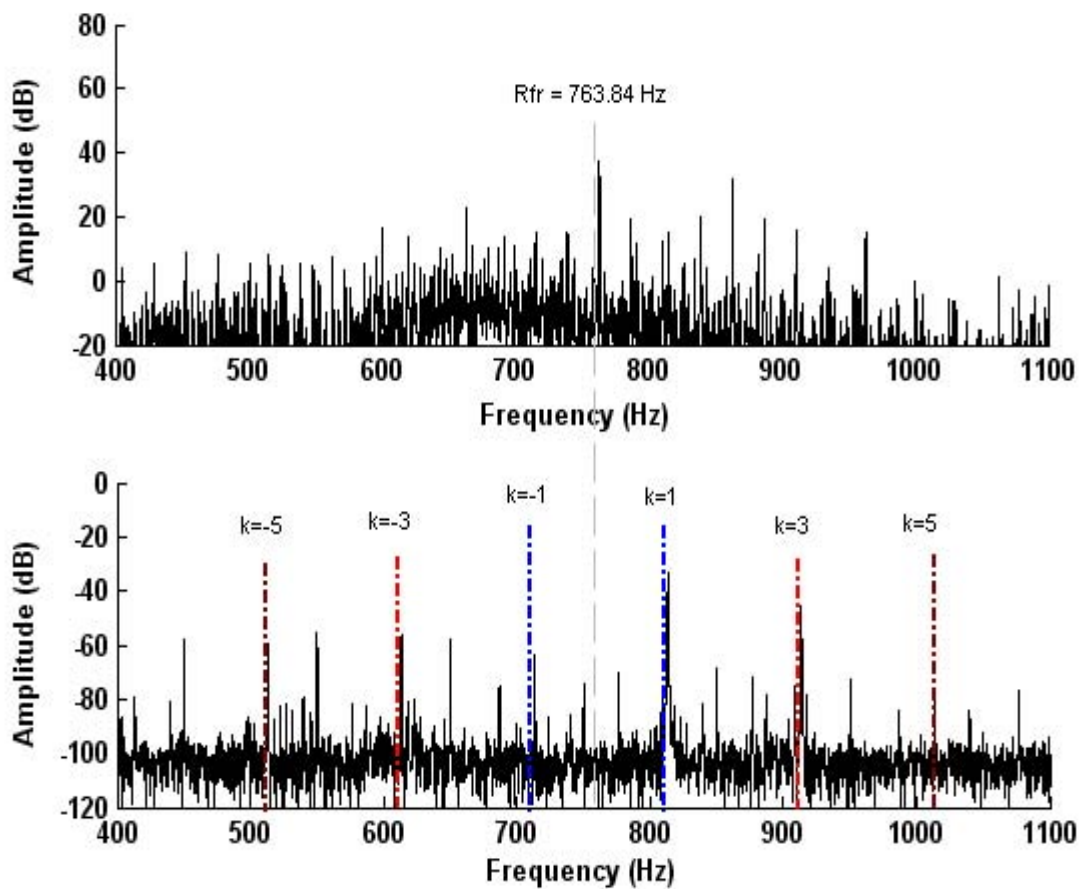 80
60
40
20
0
-20
Amplitude (dB)
Rfr = 763.84 Hz
400 500 600 700 800 900 1000 1100
Frequency (Hz)
0
-20
-40
-60
-80
-100
-120
Amplitude (dB)
k=-5 k=-3 k=-1 k=1 k=3 k=5
400 500 600 700 800 900 1000 1100
Frequency (Hz)